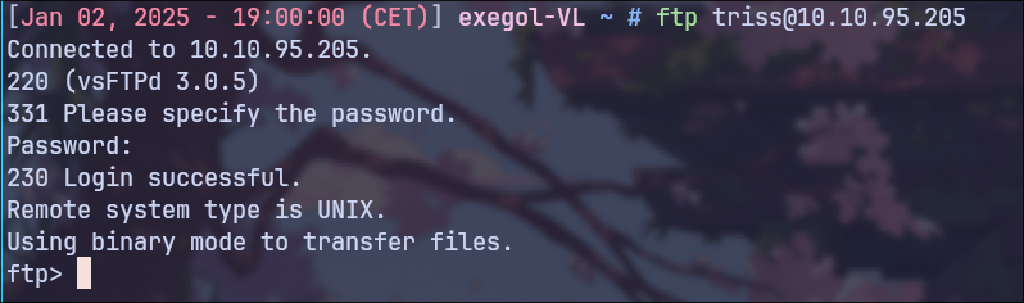 [Jan 02, 2025 - 19:00:00 (CET)] exegol-VL ~ # ftp triss@10.10.95.205
Connected to 10.10.95.205.
220 (vsFTPd 3.0.5)
331 Please specify the password.
Password:
230 Login successful.
Remote system type is UNIX.
Using binary mode to transfer files.
ftp>